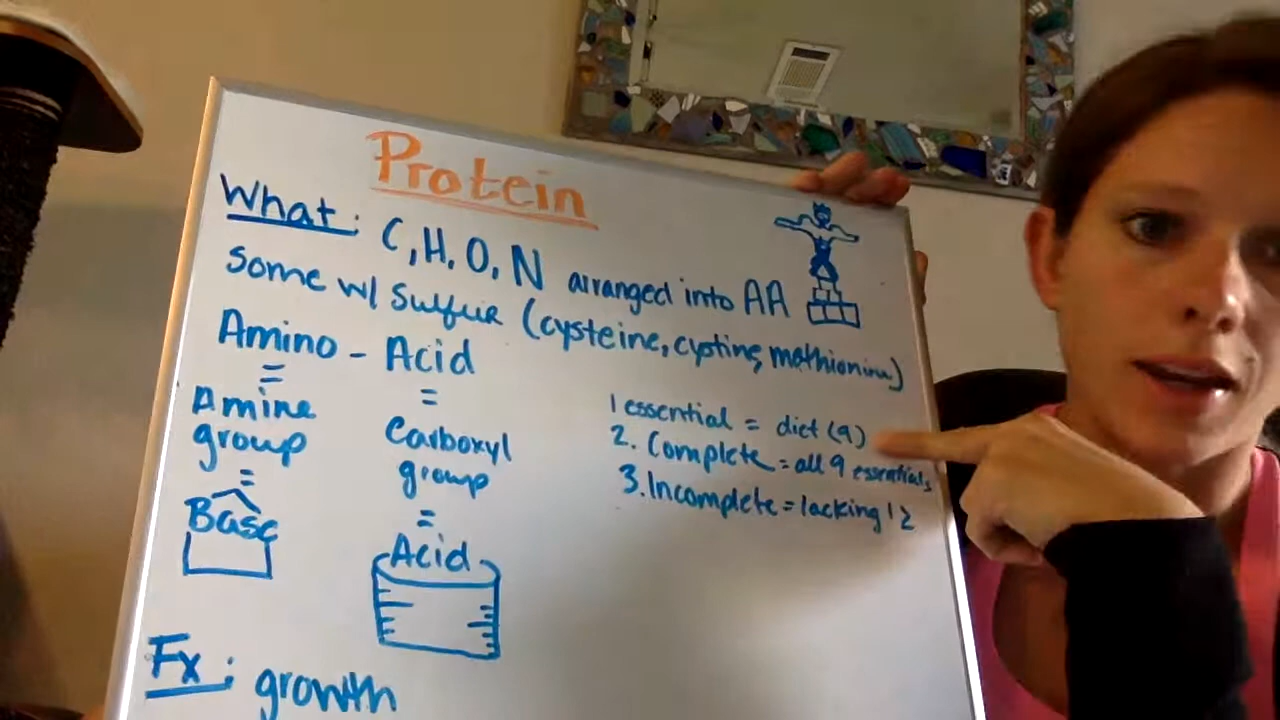 Protein
What: C, H, O, N arranged into AA
some w/ sulfur (cysteine, cystine, methionine)
Amino - Acid
= =
Amine Carboxyl
group group
= =
Base Acid
1 essential = diet (9)
2. Complete = all 9 essentials
3. Incomplete = lacking 1 2
Fx: growth